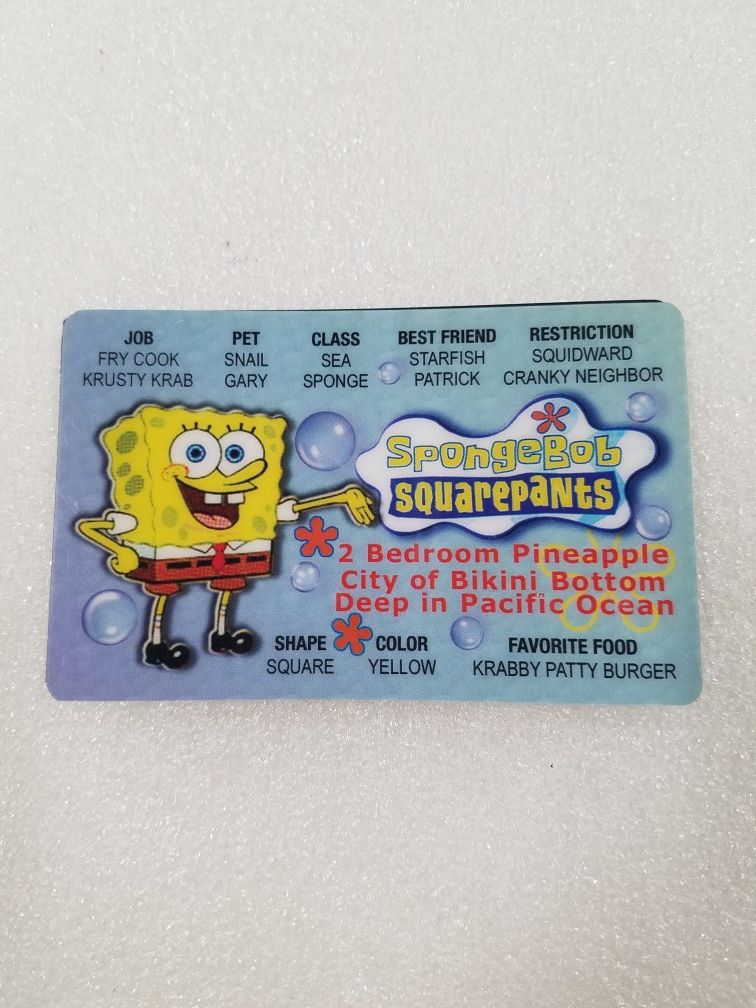 JOB PET CLASS BEST FRIEND RESTRICTION
FRY COOK SNAIL SEA STARFISH SQUIDWARD
KRUSTY KRAB GARY SPONGE PATRICK CRANKY NEIGHBOR
SpongeBob
SQUAREPANTS
2 Bedroom Pineapple
City of Bikini Bottom
Deep in Pacific Ocean
SHAPE COLOR FAVORITE FOOD
SQUARE YELLOW KRABBY PATTY BURGER